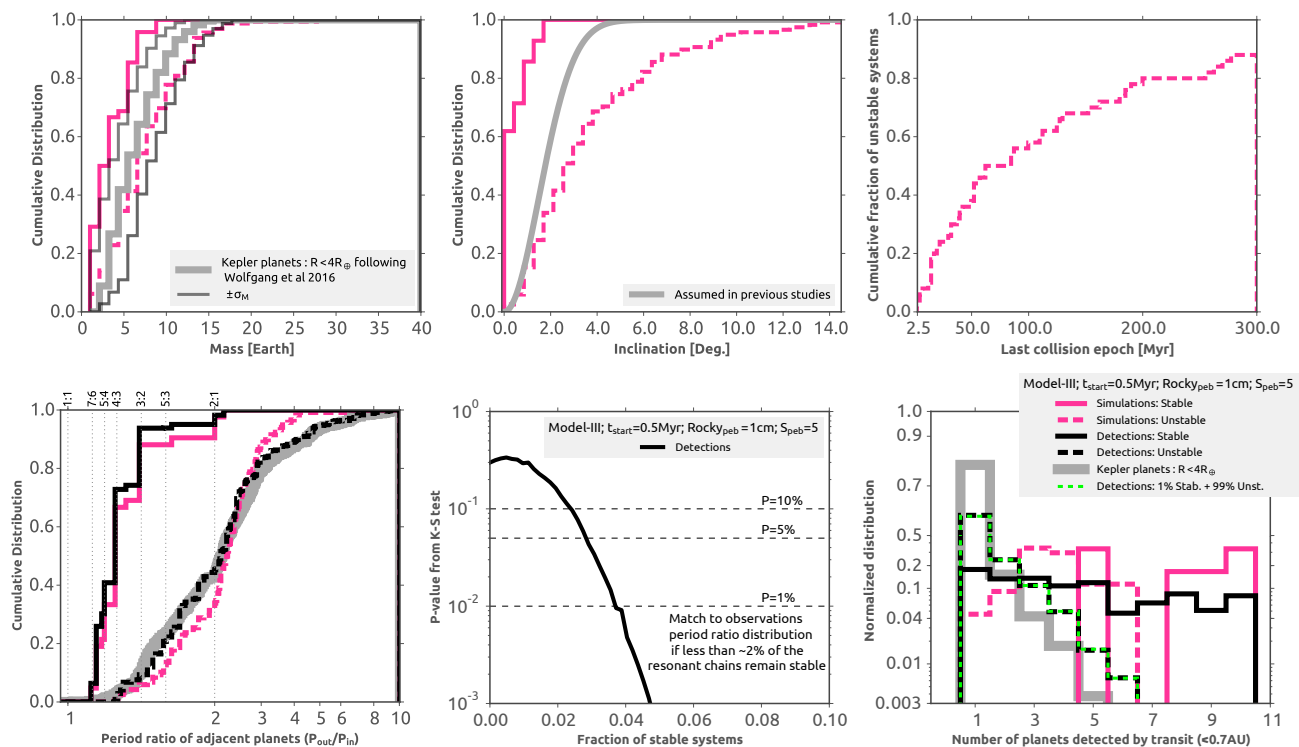 1.0
0.8
0.6
0.4
0.2
0.0
Cumulative Distribution
0
5
10
15
20
25
30
35
40
Mass [Earth]
Kepler planets : R<4R⊕ following
Wolfgang et al 2016
±σM
1.0
0.8
0.6
0.4
0.2
0.0
Cumulative Distribution
0.0
2.0
4.0
6.0
8.0
10.0
12.0
14.0
Inclination [Deg.]
Assumed in previous studies
1.0
0.8
0.6
0.4
0.2
0.0
Cumulative fraction of unstable systems
2.5
50.0
100.0
200.0
300.0
Last collision epoch [Myr]
1:1
7:6
5:4
4:3
3:2
5:3
2:1
1.0
0.8
0.6
0.4
0.2
0.0
Cumulative Distribution
1
2
3
4
5
6
7
8
10
Period ratio of adjacent planets (Pout/Pin)
10⁰
10⁻¹
10⁻²
10⁻³
P-value from K-S test
Model-III; tstart=0.5Myr; Rockypeb=1cm; Speb=5
Detections
P=10%
P=5%
P=1%
Match to observations
period ratio distribution
if less than ~2% of the
resonant chains remain stable
0.00
0.02
0.04
0.06
0.08
0.10
Fraction of stable systems
Model-III; tstart=0.5Myr; Rockypeb=1cm; Speb=5
Simulations: Stable
Simulations: Unstable
Detections: Stable
Detections: Unstable
Kepler planets : R<4R⊕
Detections: 1% Stab. + 99% Unst.
1.0
0.9
0.7
0.5
0.2
0.1
0.04
0.01
0.003
Normalized distribution
1
3
5
7
9
11
Number of planets detected by transit (<0.7AU)